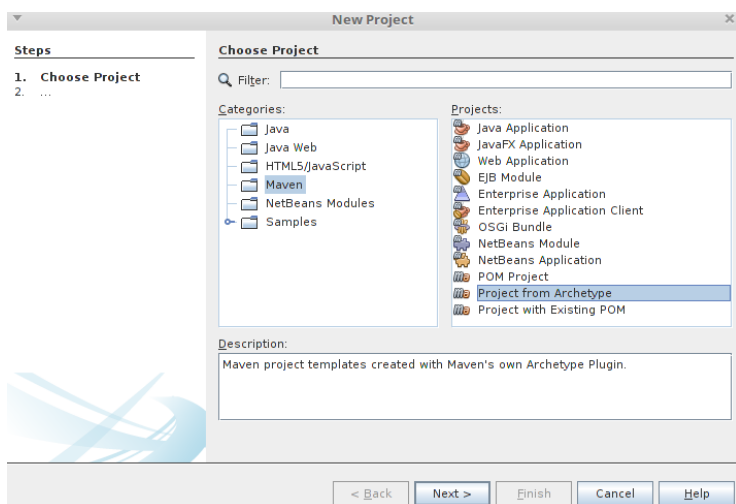 New Project
Steps
1. Choose Project
2. ...
Choose Project
Filter:
Categories:
Java
Java Web
HTML5/JavaScript
Maven
NetBeans Modules
Samples
Projects:
Java Application
JavaFX Application
Web Application
EJB Module
Enterprise Application
Enterprise Application Client
OSGi Bundle
NetBeans Module
NetBeans Application
POM Project
Project from Archetype
Project with Existing POM
Description:
Maven project templates created with Maven's own Archetype Plugin.
< Back
Next >
Finish
Cancel
Help